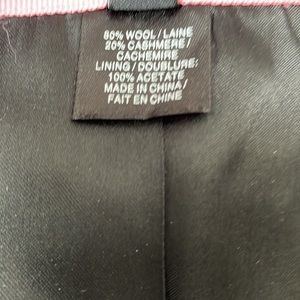 80% WOOL / LAINE
20% CASHMERE /
CACHEMIRE
LINING / DOUBLURE:
100% ACETATE
MADE IN CHINA /
FAIT EN CHINE